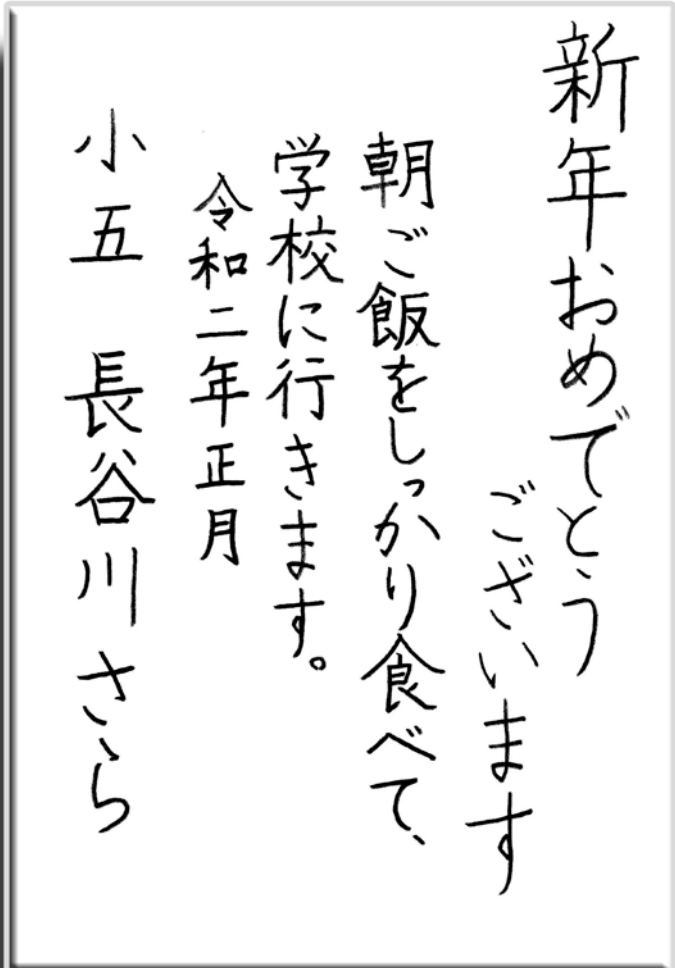 新年おめでとう
ございます
朝ご飯をしっかり食べて、
学校に行きます。
令和二年正月
小五 長谷川さら